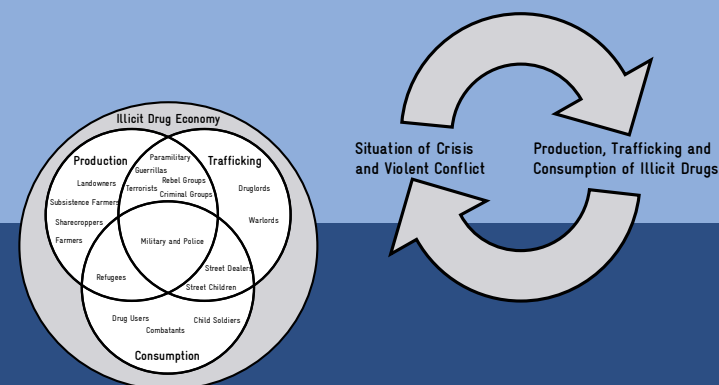 Illicit Drug Economy
Production
Paramilitary
Trafficking
Guerrillas
Rebel Groups
Landowners
Terrorists
Criminal Groups
Druglords
Subsistence Farmers
Sharecroppers
Warlords
Farmers
Military and Police
Refugees
Street Dealers
Street Children
Drug Users
Child Soldiers
Combatants
Consumption
Situation of Crisis
and Violent Conflict
Production, Trafficking and
Consumption of Illicit Drugs